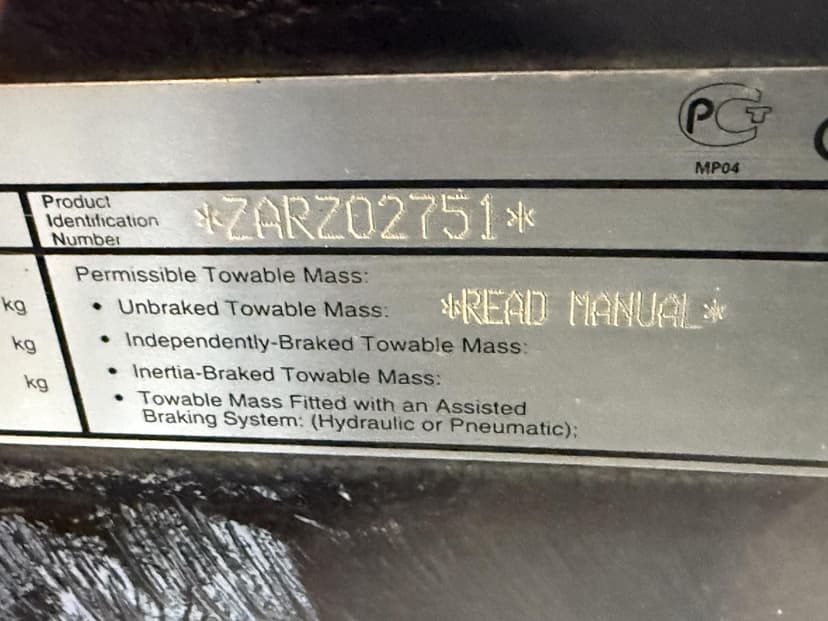 РСТ
MP04
Product
Identification
Number
*ZARZ02751*
Permissible Towable Mass:
• Unbraked Towable Mass: *READ MANUAL*
kg
• Independently-Braked Towable Mass:
kg
• Inertia-Braked Towable Mass:
kg
• Towable Mass Fitted with an Assisted
Braking System: (Hydraulic or Pneumatic);